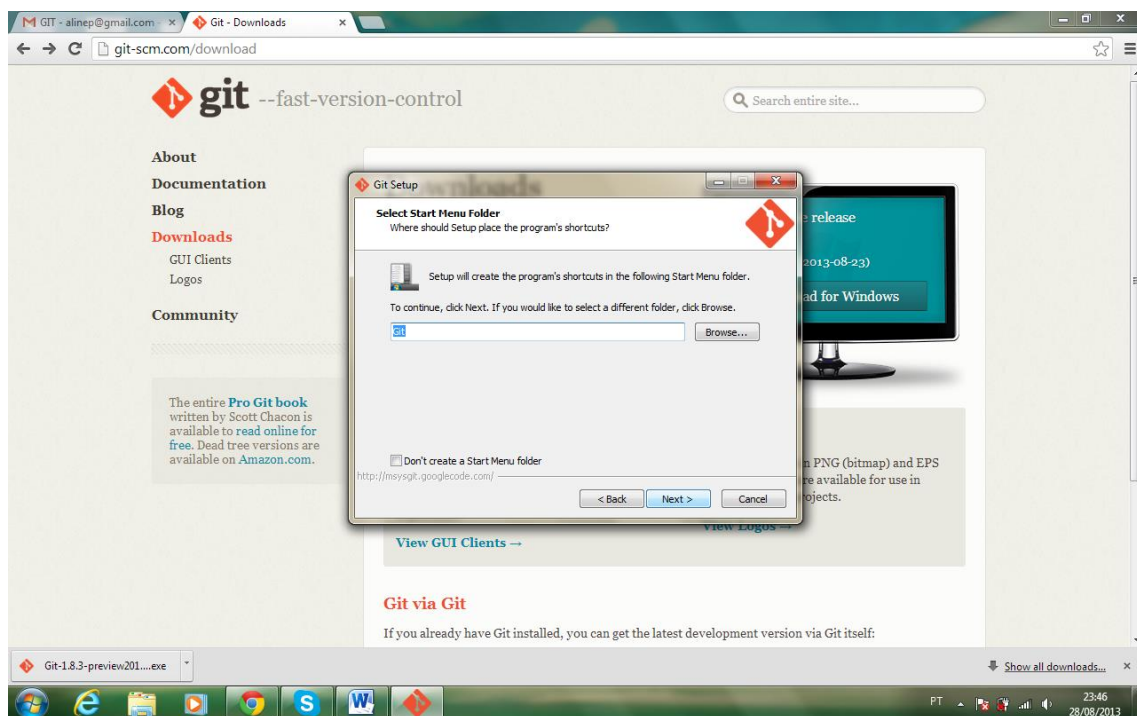 GIT - alinep@gmail.com
Git - Downloads
git-scm.com/download
git --fast-version-control
Search entire site...
About
Documentation
Blog
Downloads
GUI Clients
Logos
Community
The entire Pro Git book
written by Scott Chacon is
available to read online for
free. Dead tree versions are
available on Amazon.com.
Downloads
release
2013-08-23)
for Windows
Git Setup
Select Start Menu Folder
Where should Setup place the program's shortcuts?
Setup will create the program's shortcuts in the following Start Menu folder.
To continue, click Next. If you would like to select a different folder, click Browse.
Git
Browse...
Don't create a Start Menu folder
http://msysgit.googlecode.com/
< Back
Next >
Cancel
PNG (bitmap) and EPS
available for use in
View Logos →
View GUI Clients →
Git via Git
If you already have Git installed, you can get the latest development version via Git itself:
Git-1.8.3-preview201....exe
Show all downloads...
PT
23:46
28/08/2013